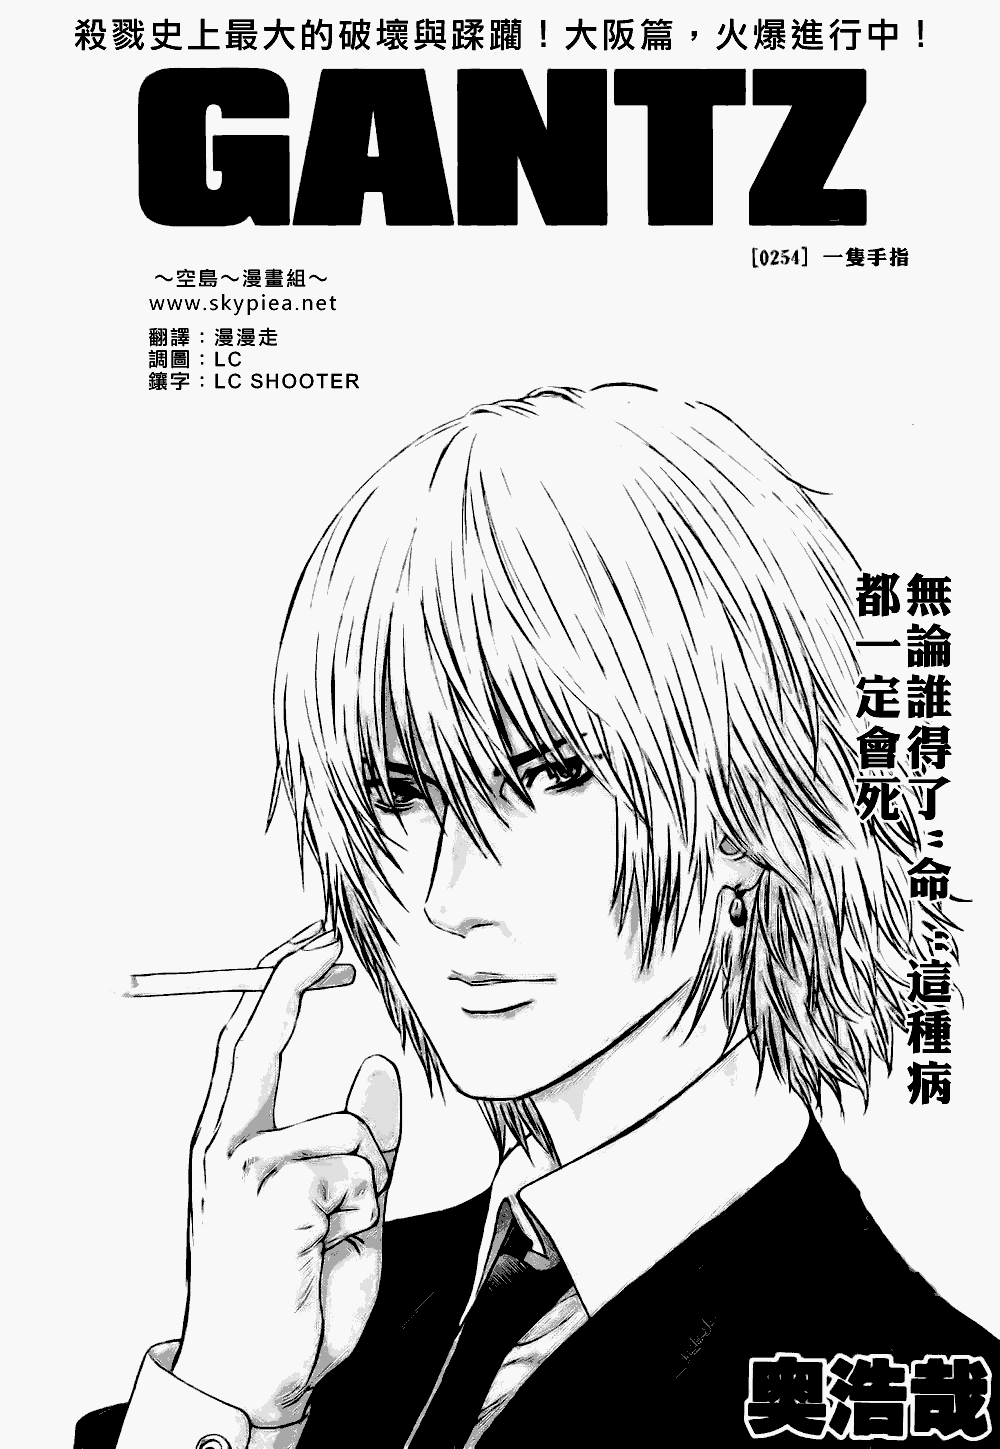 殺戮史上最大的破壞與蹂躪！大阪篇，火爆進行中！
GANTZ
[0254] 一隻手指
～空島～漫畫組～
www.skypiea.net
翻譯：漫漫走
調圖：LC
鑲字：LC SHOOTER
無論誰得了"命"這種病
都一定會死
奧浩哉